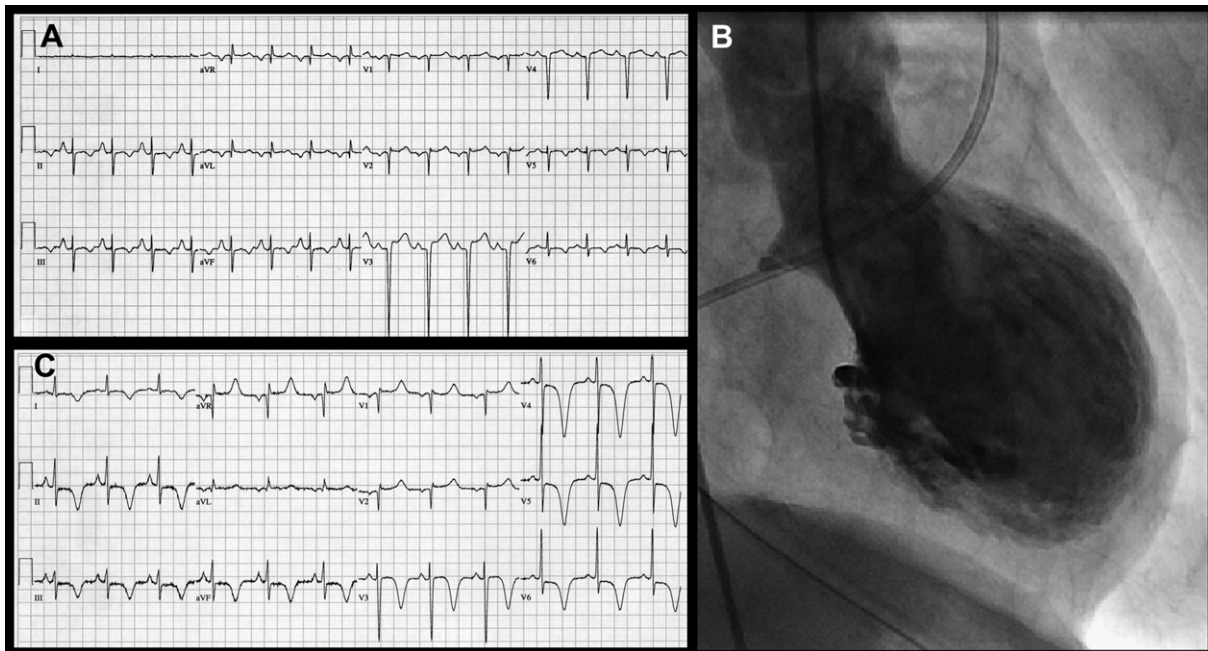 A
I aVR V1 V4
II aVL V2 V5
III aVF V3 V6
B
C
I aVR V1 V4
II aVL V2 V5
III aVF V3 V6